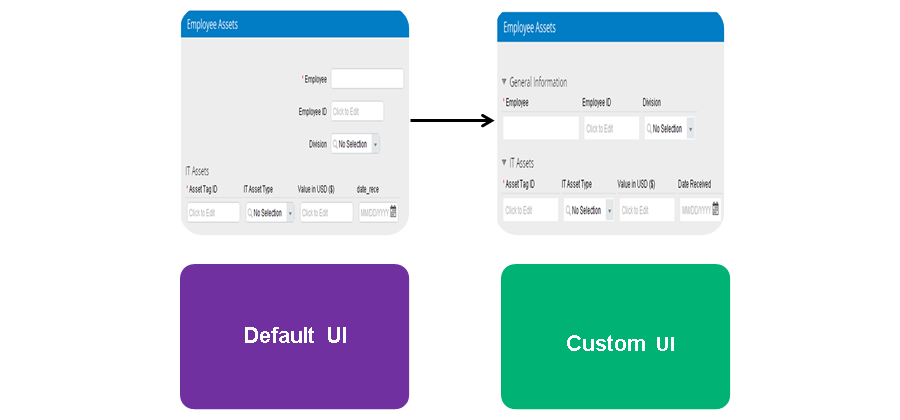 Employee Assets
* Employee
Employee ID Click to Edit
Division No Selection
IT Assets
* Asset Tag ID IT Asset Type Value in USD ($) date_rece
Click to Edit No Selection Click to Edit MM/DD/YYYY
Employee Assets
General Information
* Employee Employee ID Division
Click to Edit No Selection
IT Assets
* Asset Tag ID IT Asset Type Value in USD ($) Date Received
Click to Edit No Selection Click to Edit MM/DD/YYYY
Default UI
Custom UI